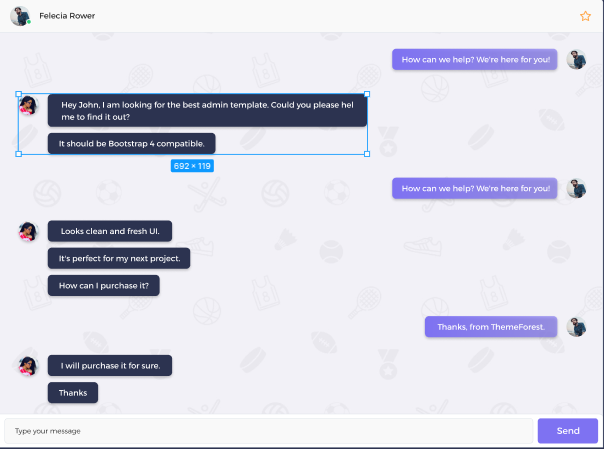 Felecia Rower
How can we help? We're here for you!
Hey John, I am looking for the best admin template. Could you please hel
me to find it out?
It should be Bootstrap 4 compatible.
692 × 119
How can we help? We're here for you!
Looks clean and fresh UI.
It's perfect for my next project.
How can I purchase it?
Thanks, from ThemeForest.
I will purchase it for sure.
Thanks
Type your message
Send